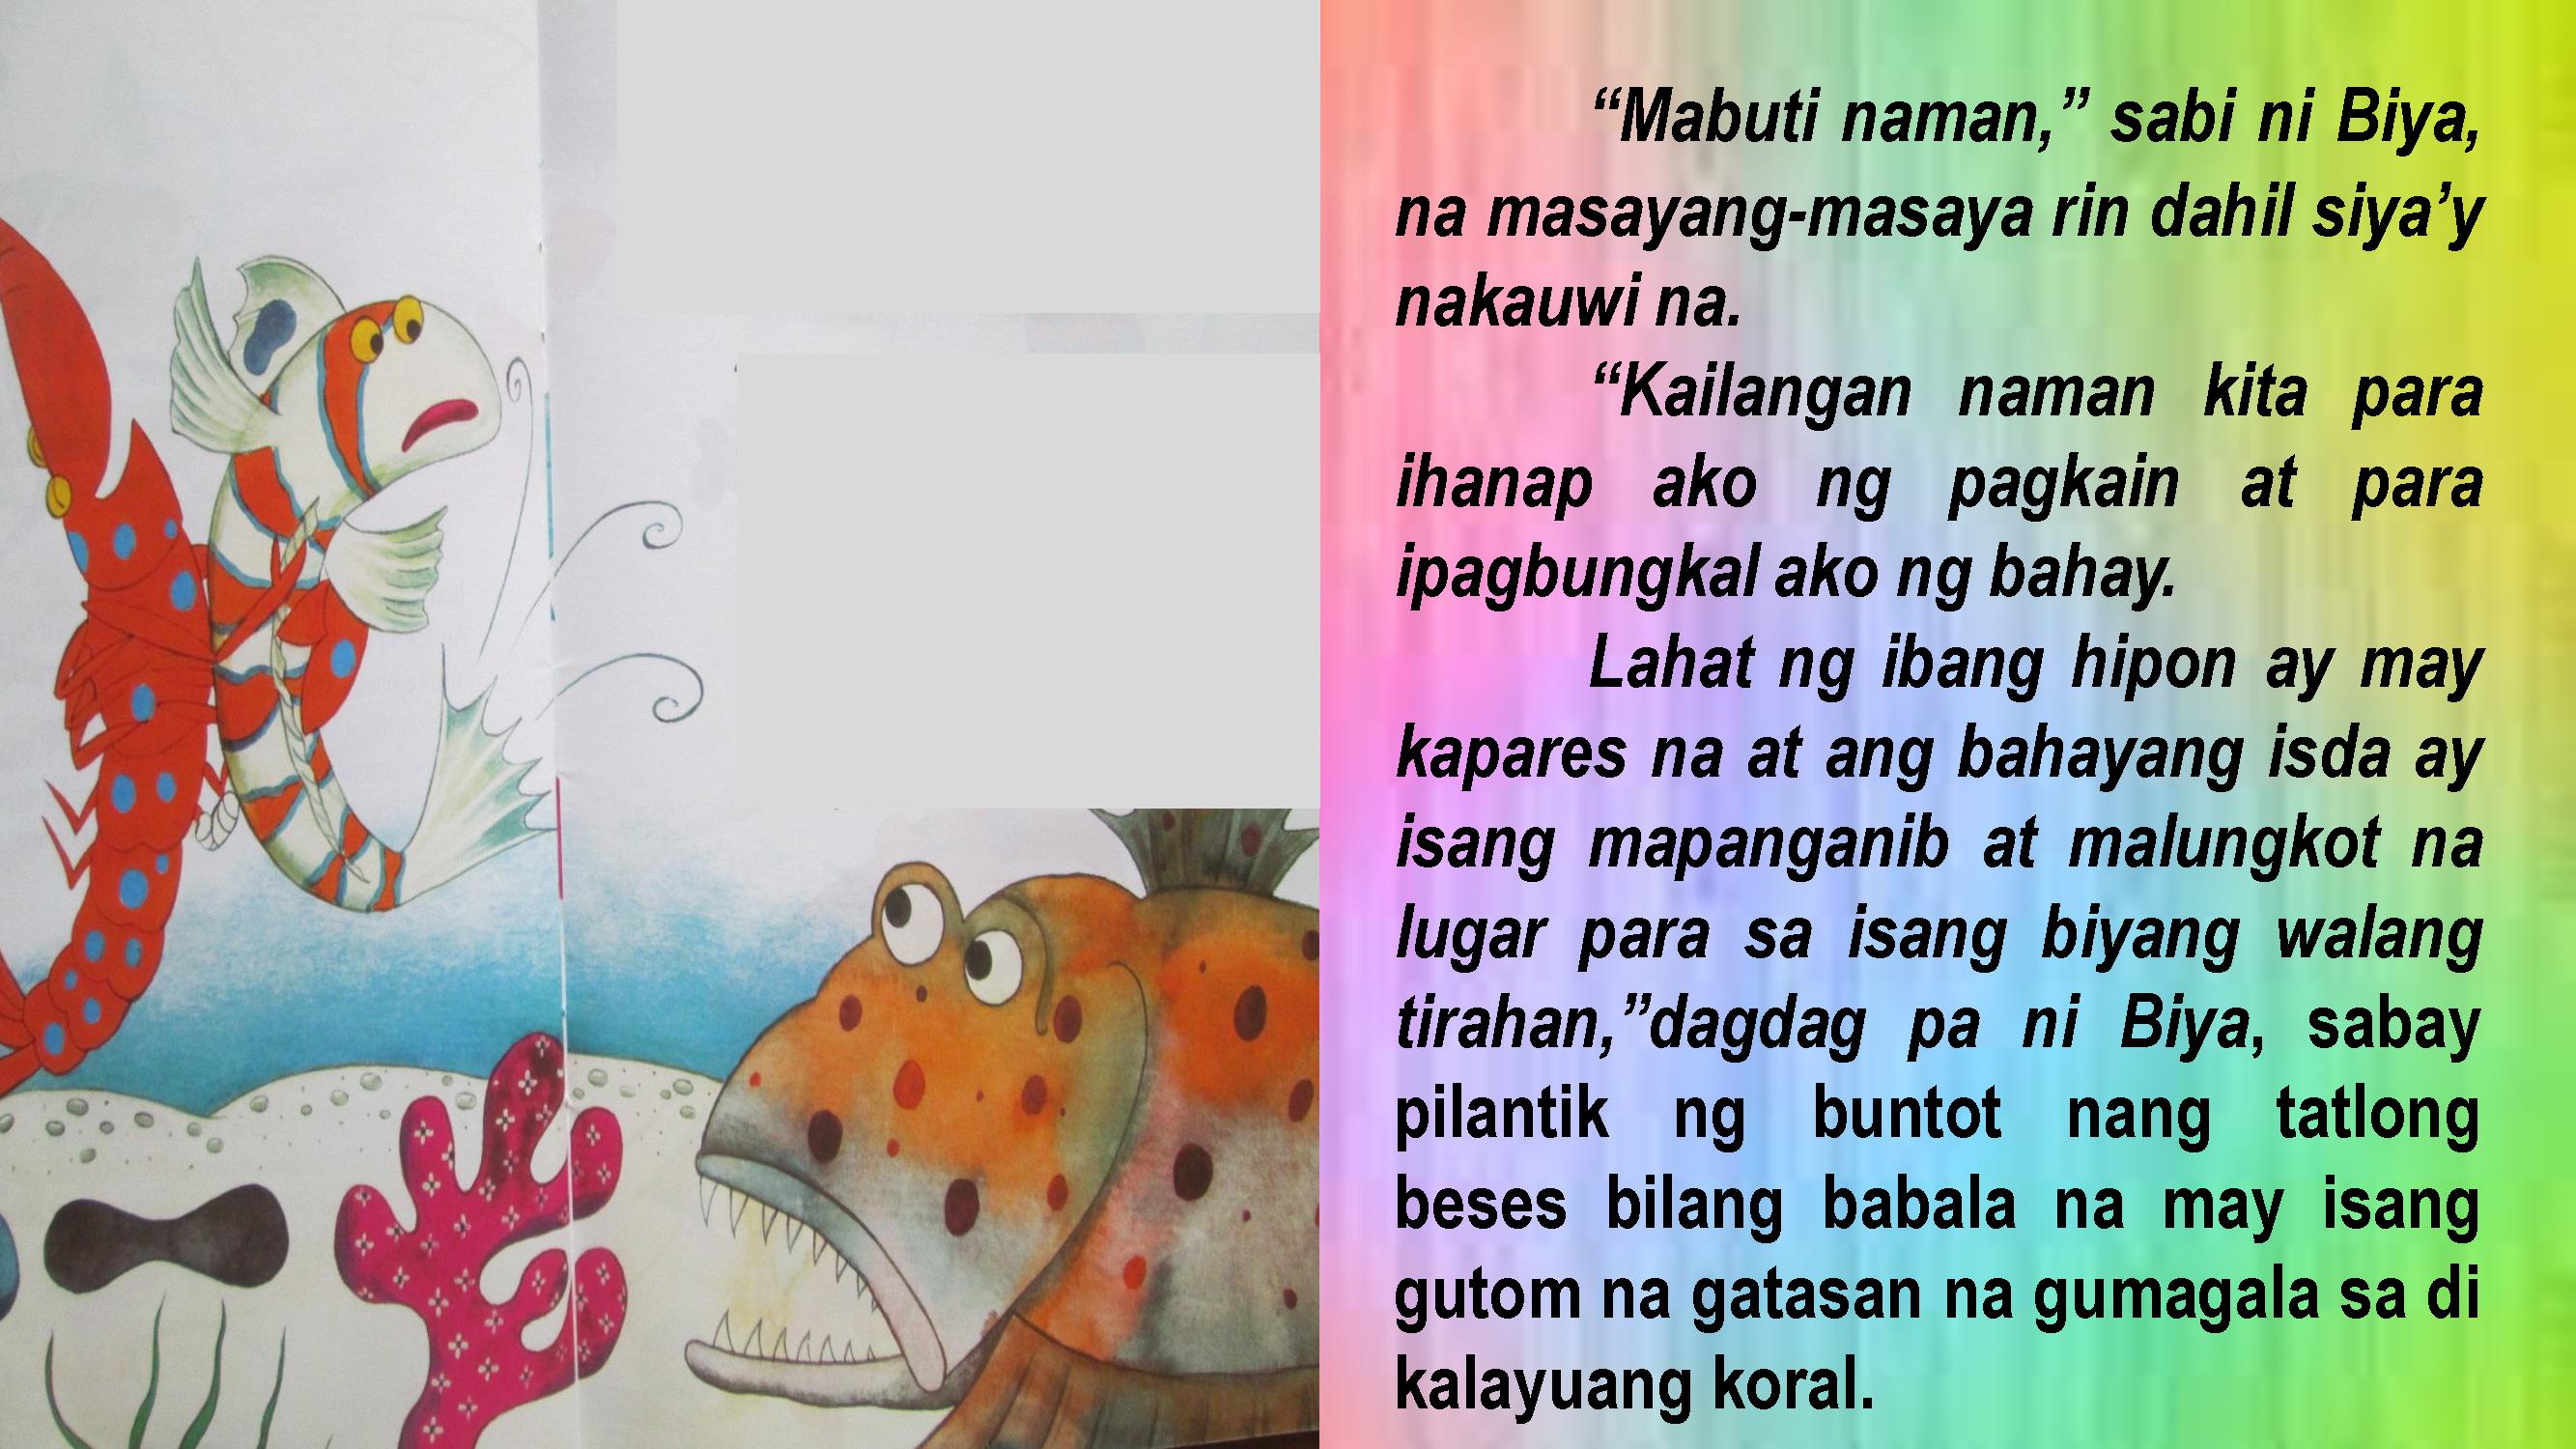 “Mabuti naman,” sabi ni Biya,
na masayang-masaya rin dahil siya’y
nakauwi na.
“Kailangan naman kita para
ihanap ako ng pagkain at para
ipagbungkal ako ng bahay.
Lahat ng ibang hipon ay may
kapares na at ang bahayang isda ay
isang mapanganib at malungkot na
lugar para sa isang biyang walang
tirahan,”dagdag pa ni Biya, sabay
pilantik ng buntot nang tatlong
beses bilang babala na may isang
gutom na gatasan na gumagala sa di
kalayuang koral.